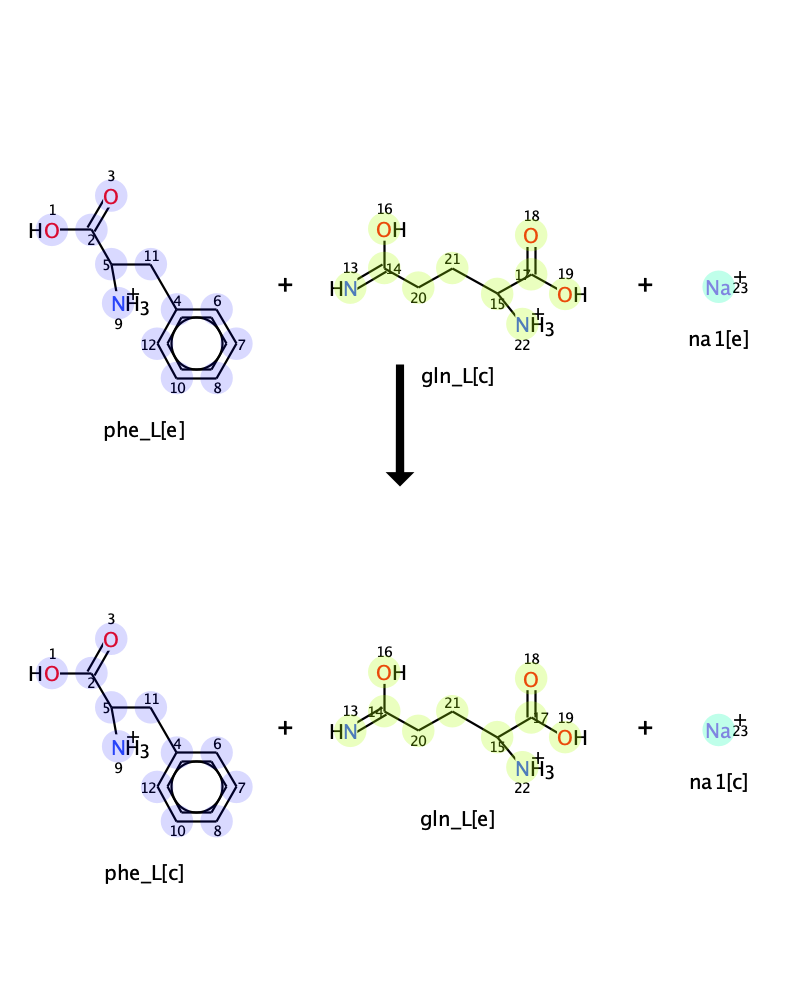 3
1
HO
O
2
5
11
NH3
+
9
4
6
12
7
10
8
phe_L[e]
+
16
OH
13
HN
14
21
20
15
17
18
O
19
OH
NH3
+
22
gln_L[c]
+
Na
+
23
na1[e]
3
1
HO
O
2
5
11
NH3
+
9
4
6
12
7
10
8
phe_L[c]
+
16
OH
13
HN
14
21
20
15
17
18
O
19
OH
NH3
+
22
gln_L[e]
+
Na
+
23
na1[c]